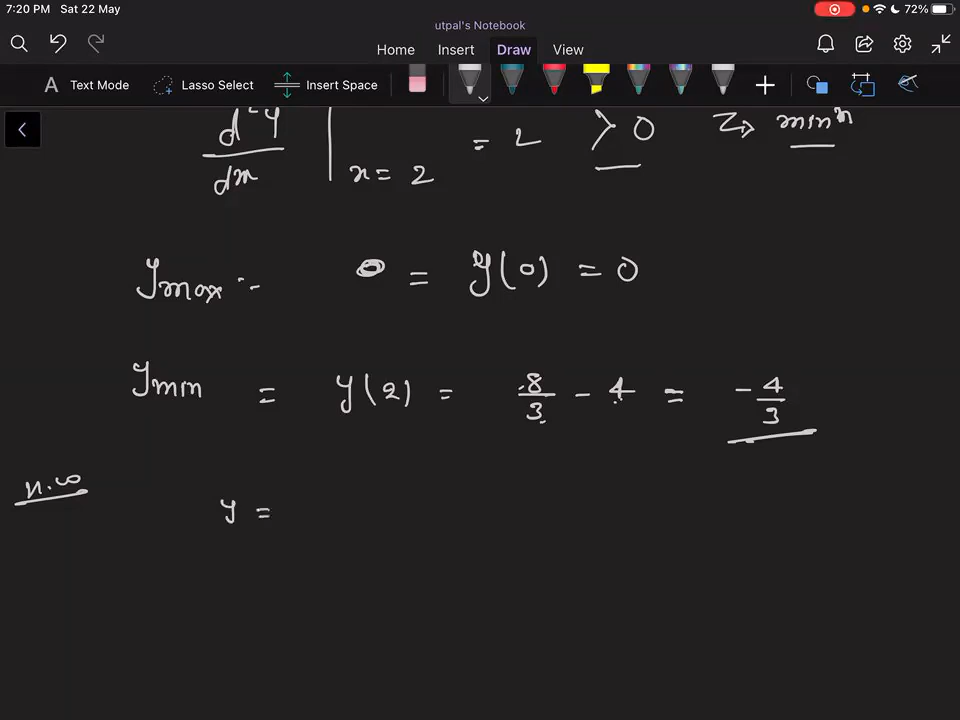 7:20 PM Sat 22 May 72%
utpal's Notebook
Home Insert Draw View
Text Mode Lasso Select Insert Space
d²y/dx | x = 2 = 2 > 0 → minᵐ
ymax :- = y(0) = 0
ymin = y(2) = 8/3 - 4 = -4/3
H.W
y =